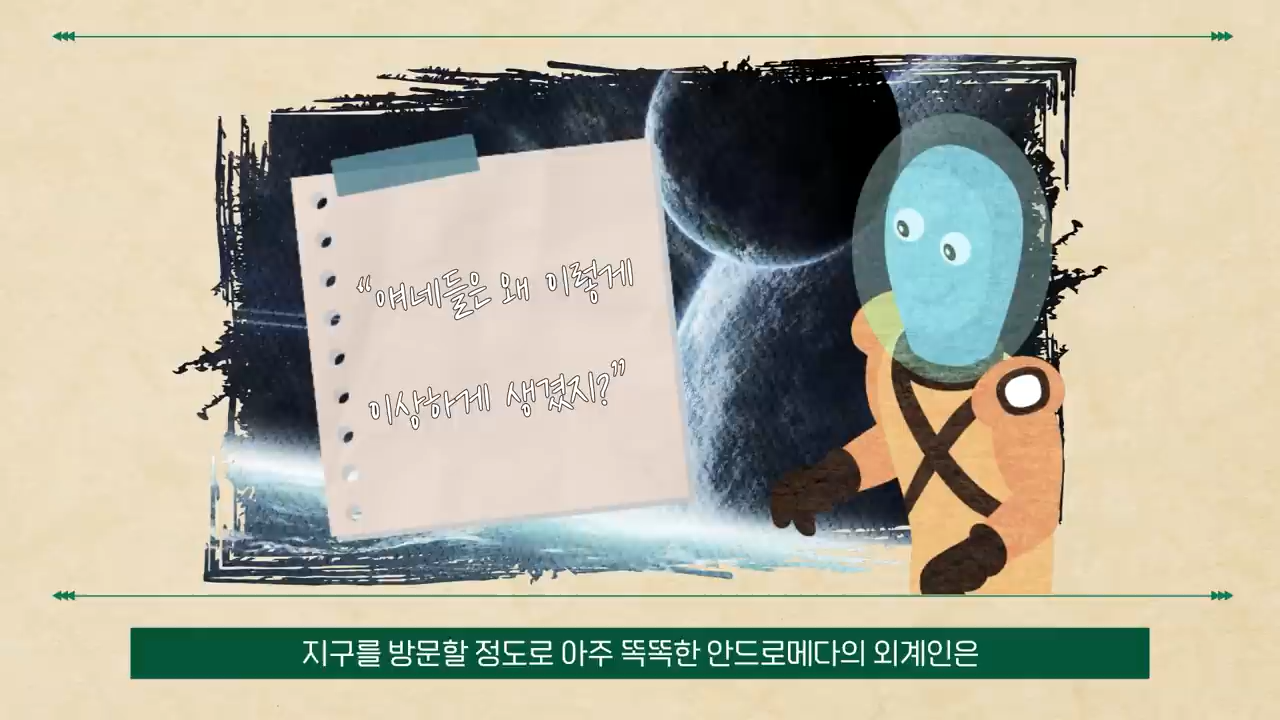 “얘네들은 왜 이렇게
이상하게 생겼지?”
지구를 방문할 정도로 아주 똑똑한 안드로메다의 외계인은